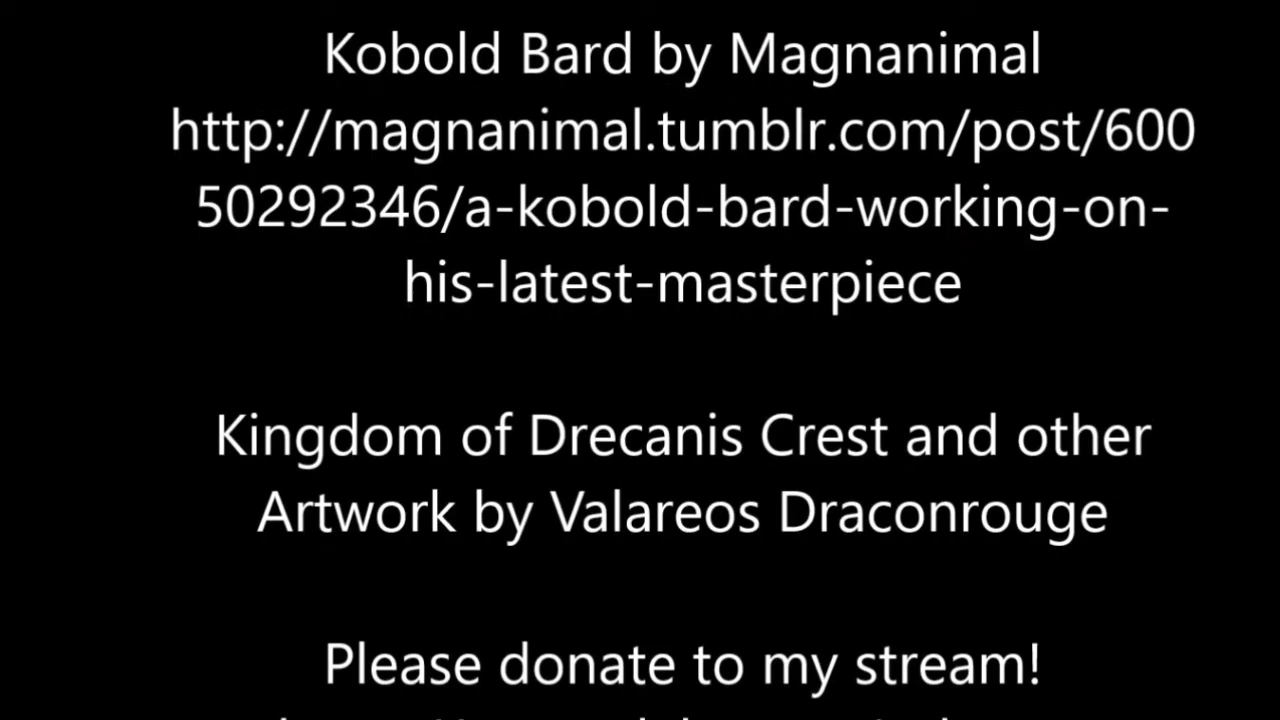 Kobold Bard by Magnanimal
http://magnanimal.tumblr.com/post/600
50292346/a-kobold-bard-working-on-
his-latest-masterpiece
Kingdom of Drecanis Crest and other
Artwork by Valareos Draconrouge
Please donate to my stream!